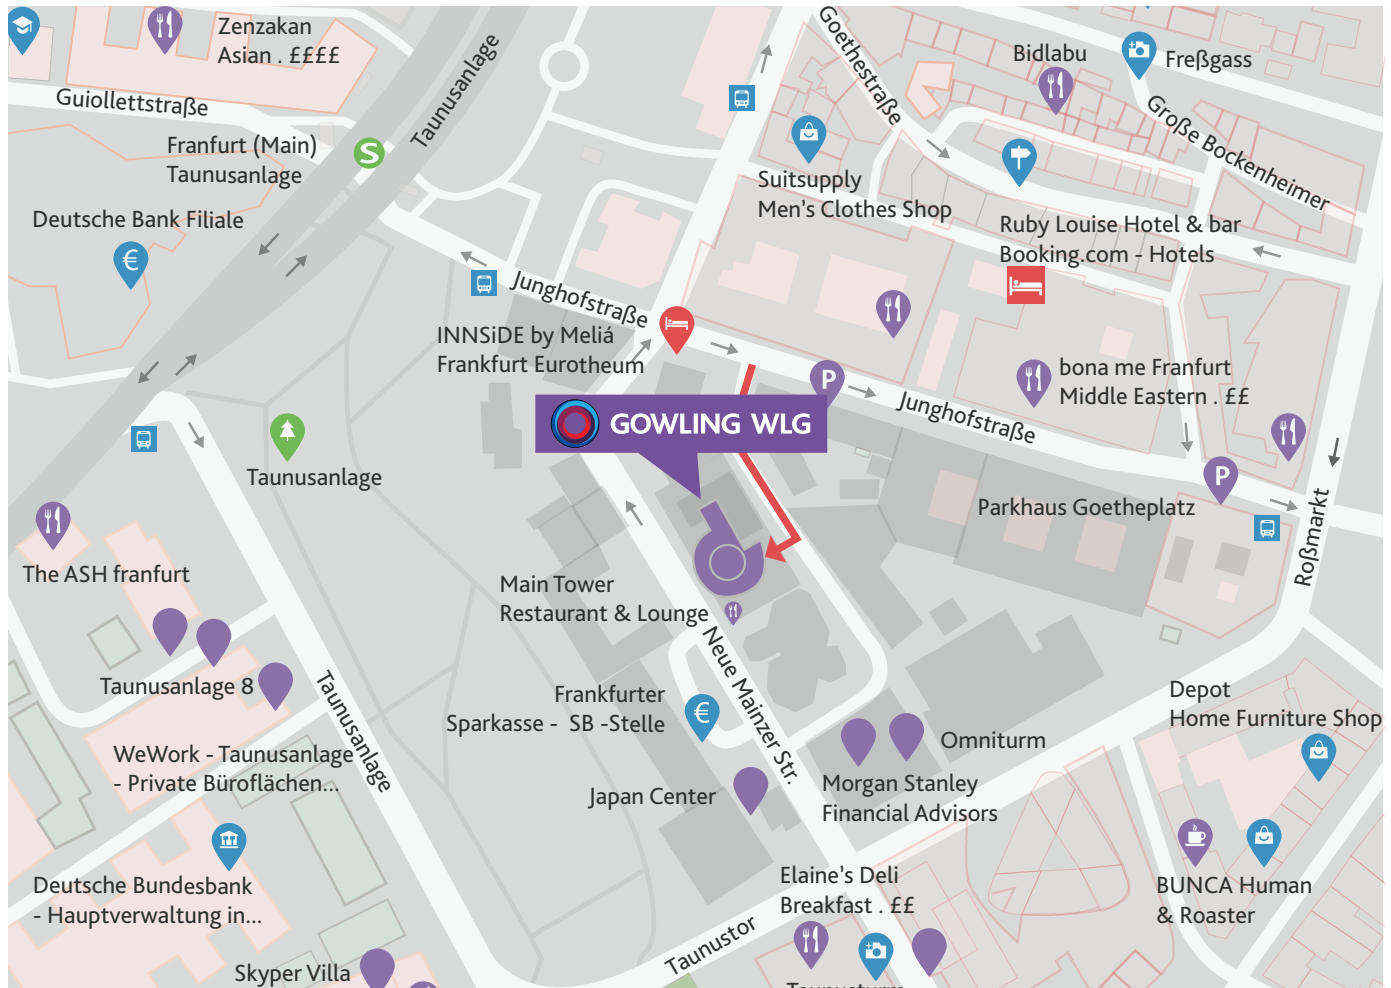 Zenzakan
Asian . ££££
Guiollettstraße
Taunusanlage
Franfurt (Main)
Taunusanlage
S
Deutsche Bank Filiale
€
Goethestraße
Bidlabu
Freßgass
Große Bockenheimer
Suitsupply
Men's Clothes Shop
Ruby Louise Hotel & bar
Booking.com - Hotels
Junghofstraße
INNSiDE by Meliá
Frankfurt Eurotheum
P
bona me Franfurt
Middle Eastern . ££
Junghofstraße
GOWLING WLG
Taunusanlage
P
Parkhaus Goetheplatz
Roßmarkt
The ASH franfurt
Main Tower
Restaurant & Lounge
Neue Mainzer Str.
Taunusanlage 8
Taunusanlage
WeWork - Taunusanlage
- Private Büroflächen...
Frankfurter
Sparkasse - SB -Stelle
€
Depot
Home Furniture Shop
Omniturm
Morgan Stanley
Financial Advisors
Japan Center
Deutsche Bundesbank
- Hauptverwaltung in...
Elaine's Deli
Breakfast . ££
BUNCA Human
& Roaster
Taunustor
Skyper Villa